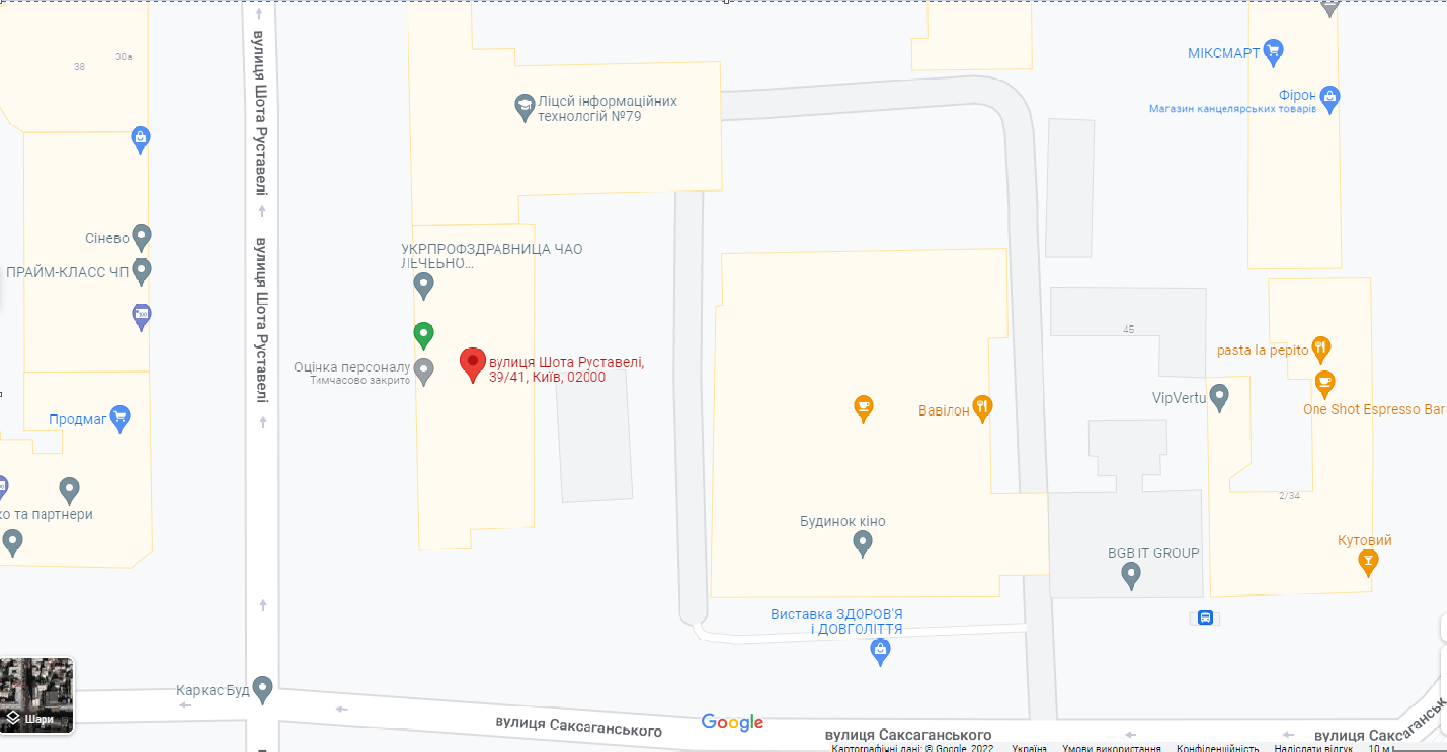 38
30а
вулиця Шота Руставелі
вулиця Шота Руставелі
Ліцей інформаційних
технологій №79
МІКСМАРТ
Фірон
Магазин канцелярських товарів
Сінево
ПРАЙМ-КЛАСС ЧП
УКРПРОФЗДРАВНИЦА ЧАО
ЛЕЧЕБНО...
Оцінка персоналу
Тимчасово закрито
вулиця Шота Руставелі,
39/41, Київ, 02000
4Б
pasta la pepito
VipVertu
One Shot Espresso Bar
Вавілон
Продмаг
2/34
ко та партнери
Будинок кіно
Кутовий
BGB IT GROUP
Виставка ЗДОРОВ'Я
і ДОВГОЛІТТЯ
Каркас Буд
Шари
вулиця Саксаганського
Google
вулиця Саксаганського
вулиця Саксаганськ
Картографічні дані: © Google, 2022
Україна
Умови використання
Конфіденційність
Надіслати відгук
10 м